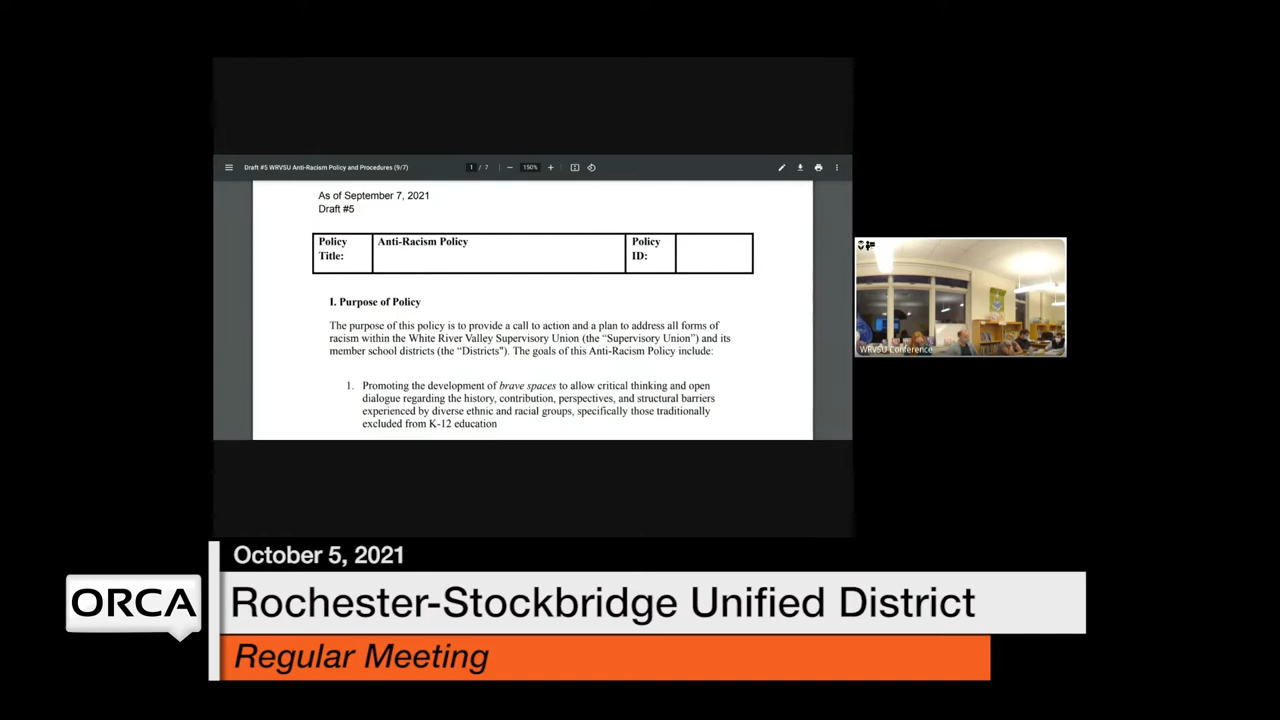 Draft #5 WRVSU Anti-Racism Policy and Procedures (9/7)
1 / 7
150%
As of September 7, 2021
Draft #5
Policy Title:
Anti-Racism Policy
Policy ID:
I. Purpose of Policy
The purpose of this policy is to provide a call to action and a plan to address all forms of
racism within the White River Valley Supervisory Union (the “Supervisory Union”) and its
member school districts (the “Districts"). The goals of this Anti-Racism Policy include:
1. Promoting the development of brave spaces to allow critical thinking and open
dialogue regarding the history, contribution, perspectives, and structural barriers
experienced by diverse ethnic and racial groups, specifically those traditionally
excluded from K-12 education
WRVSU Conference
October 5, 2021
ORCA
Rochester-Stockbridge Unified District
Regular Meeting